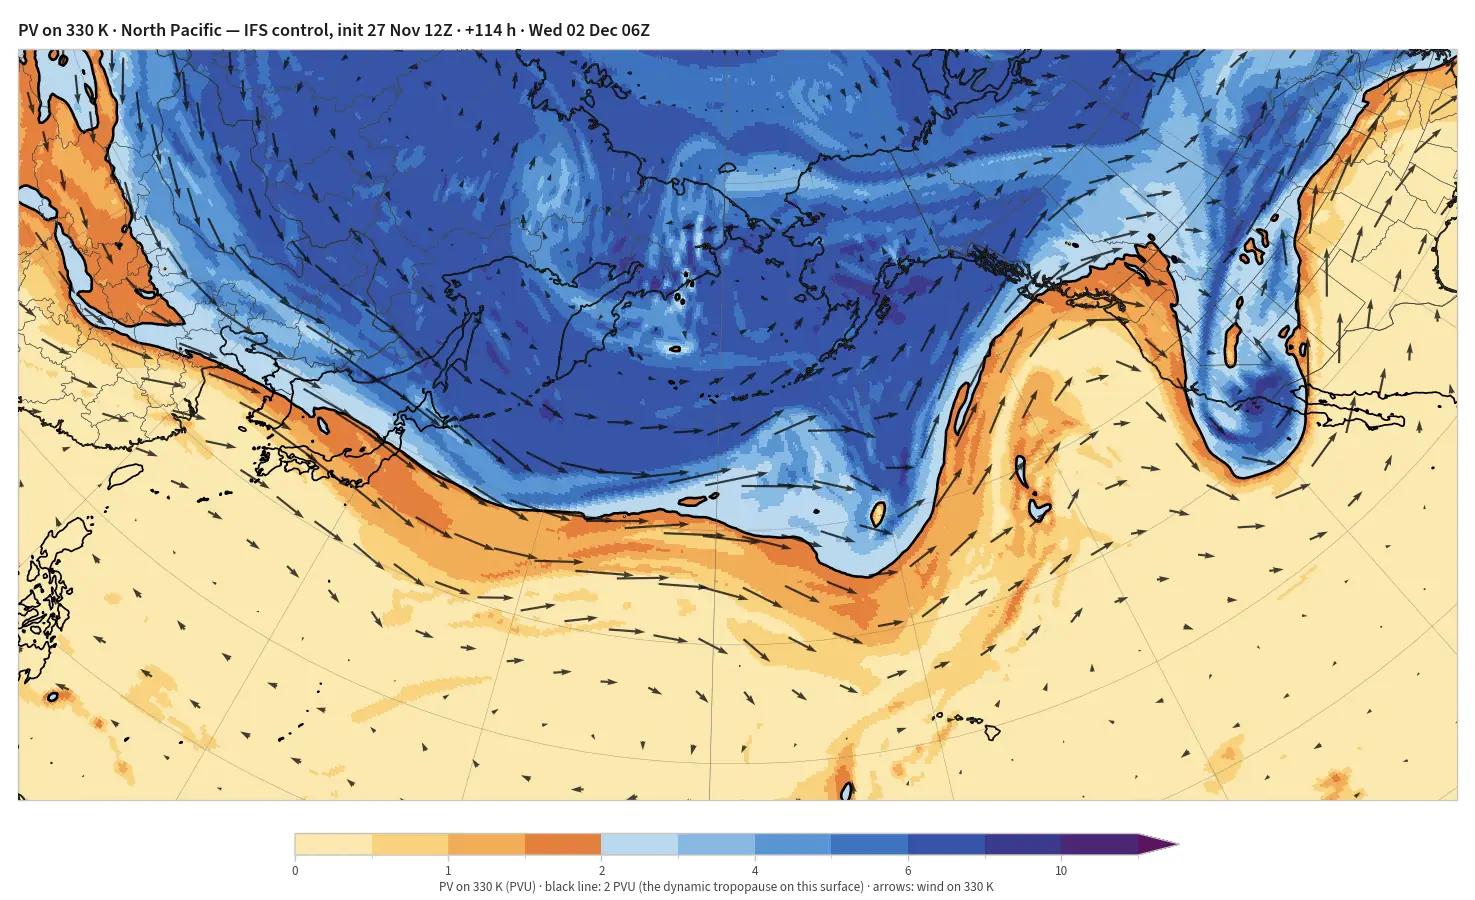 PV on 330 K · North Pacific — IFS control, init 27 Nov 12Z · +114 h · Wed 02 Dec 06Z
0 1 2 4 6 10
PV on 330 K (PVU) · black line: 2 PVU (the dynamic tropopause on this surface) · arrows: wind on 330 K